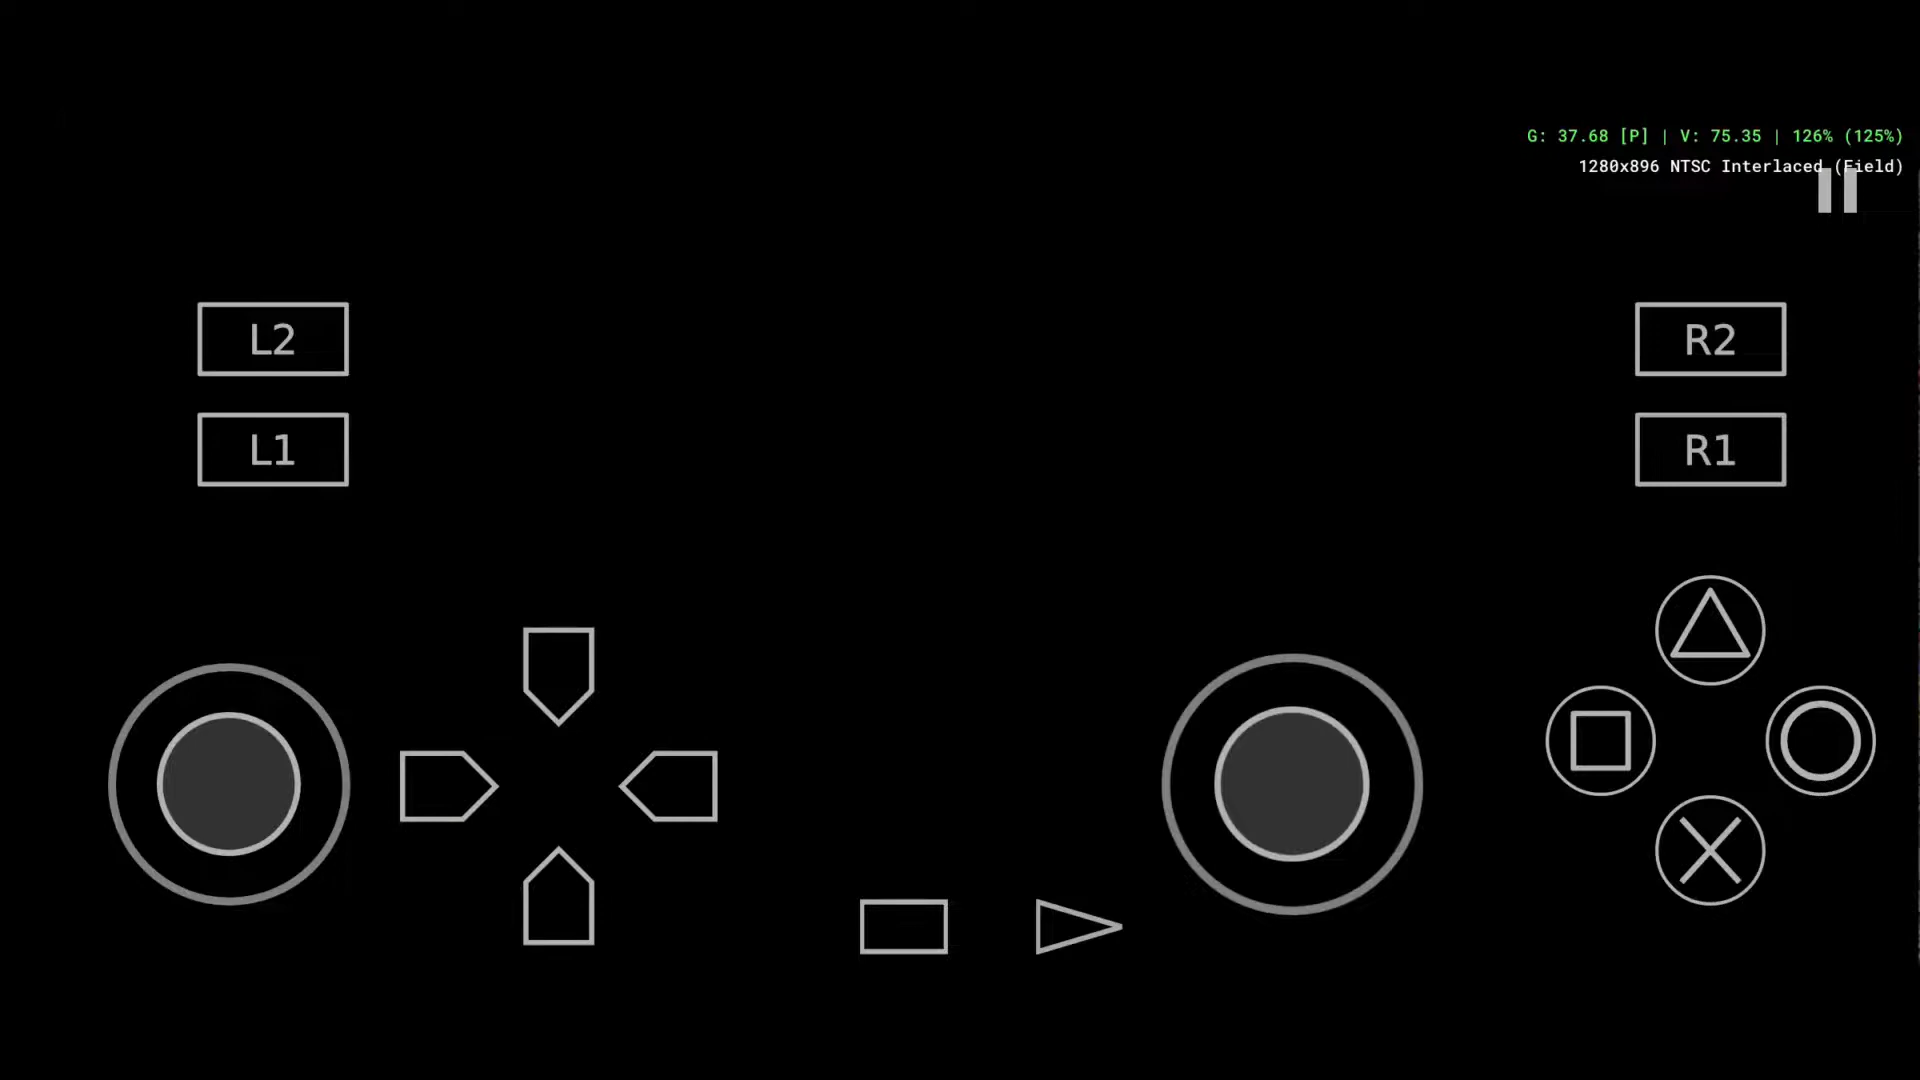 G: 37.68 [P] | V: 75.35 | 126% (125%)
1280x896 NTSC Interlaced (Field)
L2
R2
L1
R1